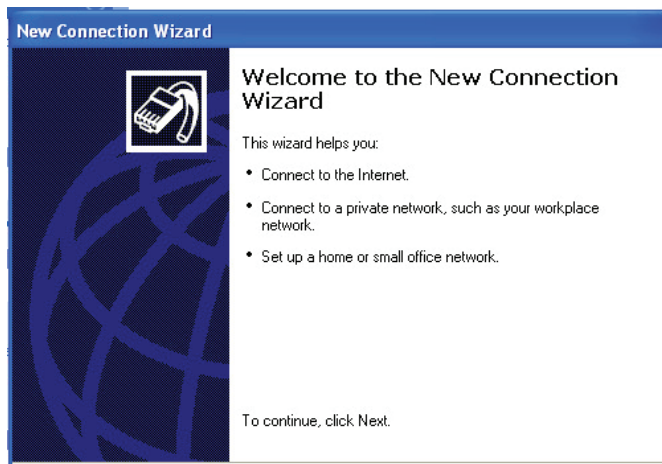 New Connection Wizard
Welcome to the New Connection
Wizard
This wizard helps you:
• Connect to the Internet.
• Connect to a private network, such as your workplace
network.
• Set up a home or small office network.
To continue, click Next.